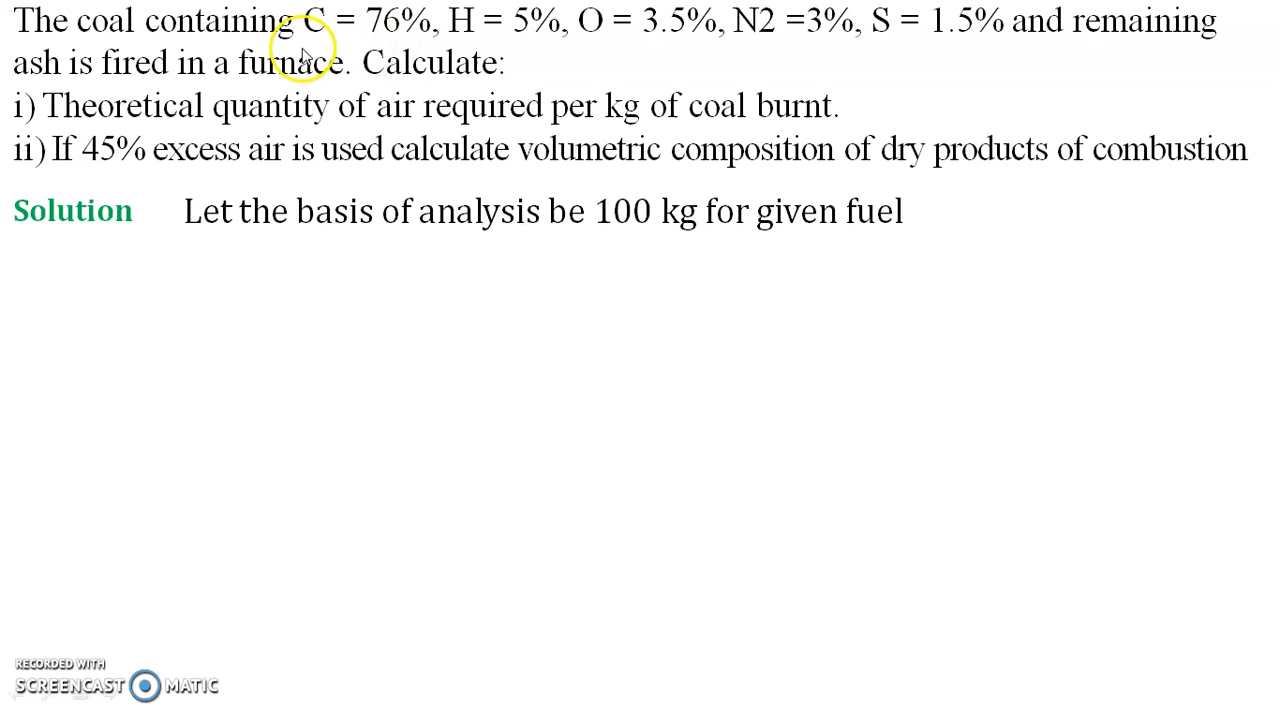 The coal containing C = 76%, H = 5%, O = 3.5%, N2 =3%, S = 1.5% and remaining
ash is fired in a furnace. Calculate:
i) Theoretical quantity of air required per kg of coal burnt.
ii) If 45% excess air is used calculate volumetric composition of dry products of combustion
Solution Let the basis of analysis be 100 kg for given fuel
RECORDED WITH
SCREENCAST MATIC